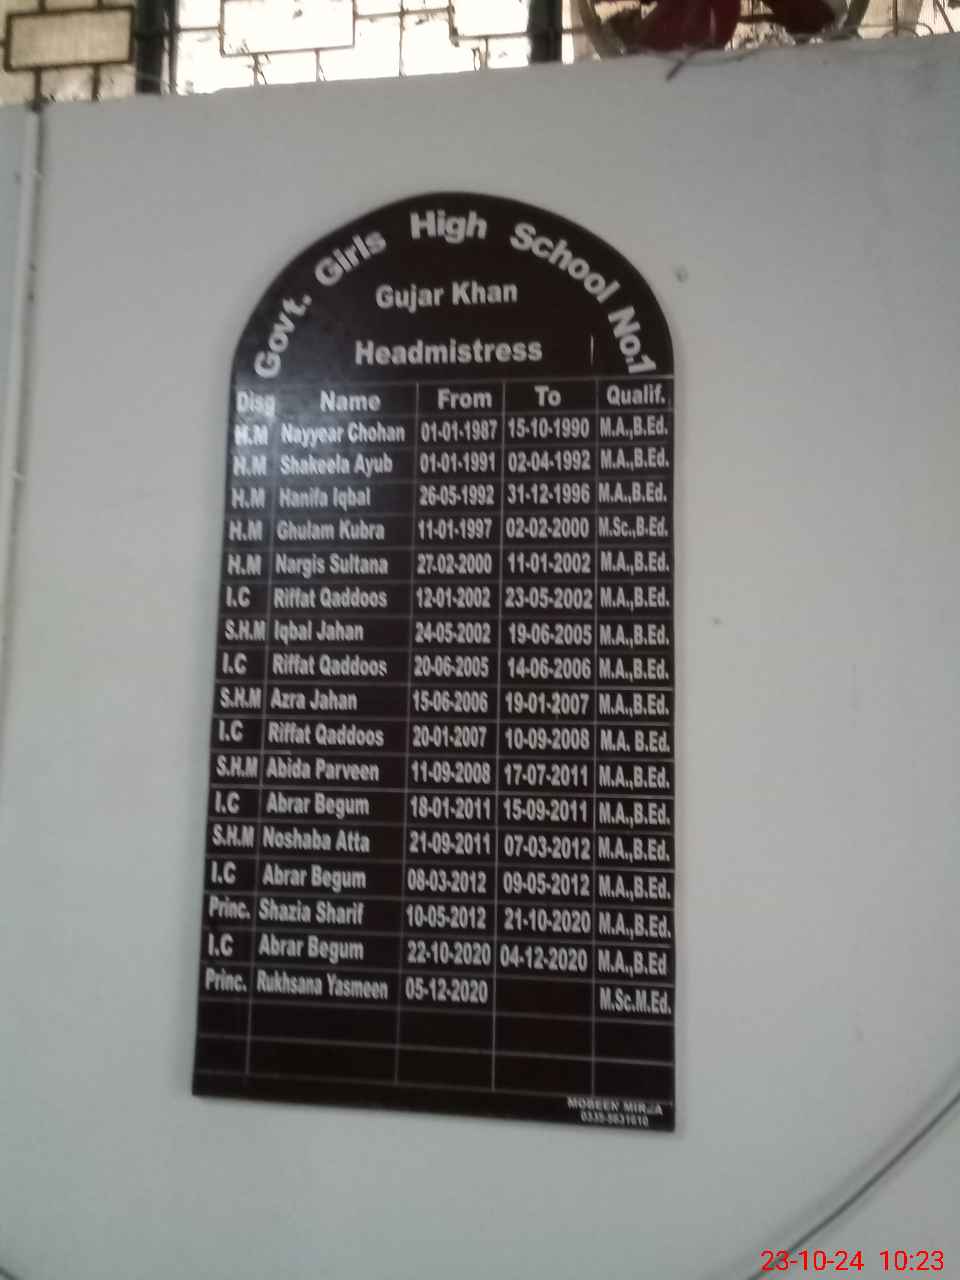 Govt. Girls High School No.1
Gujar Khan
Headmistress
Disg Name From To Qualif.
H.M Nayyear Chohan 01-01-1987 15-10-1990 M.A.,B.Ed.
H.M Shakeela Ayub 01-01-1991 02-04-1992 M.A.,B.Ed.
H.M Hanifa Iqbal 26-05-1992 31-12-1996 M.A.,B.Ed.
H.M Ghulam Kubra 11-01-1997 02-02-2000 M.Sc.,B.Ed.
H.M Nargis Sultana 27-02-2000 11-01-2002 M.A.,B.Ed.
I.C Riffat Qaddoos 12-01-2002 23-05-2002 M.A.,B.Ed.
S.H.M Iqbal Jahan 24-05-2002 19-06-2005 M.A.,B.Ed.
I.C Riffat Qaddoos 20-06-2005 14-06-2006 M.A.,B.Ed.
S.H.M Azra Jahan 15-06-2006 19-01-2007 M.A.,B.Ed.
I.C Riffat Qaddoos 20-01-2007 10-09-2008 M.A. B.Ed.
S.H.M Abida Parveen 11-09-2008 17-07-2011 M.A.,B.Ed.
I.C Abrar Begum 18-01-2011 15-09-2011 M.A.,B.Ed.
S.H.M Noshaba Atta 21-09-2011 07-03-2012 M.A.,B.Ed.
I.C Abrar Begum 08-03-2012 09-05-2012 M.A.,B.Ed.
Princ. Shazia Sharif 10-05-2012 21-10-2020 M.A.,B.Ed.
I.C Abrar Begum 22-10-2020 04-12-2020 M.A.,B.Ed
Princ. Rukhsana Yasmeen 05-12-2020 M.Sc.M.Ed.
MOBEEN MIRZA
23-10-24 10:23